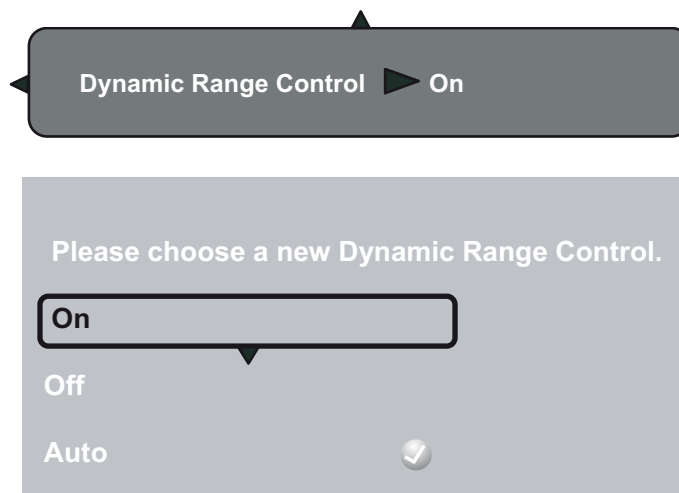 Dynamic Range Control On
Please choose a new Dynamic Range Control.
On
Off
Auto